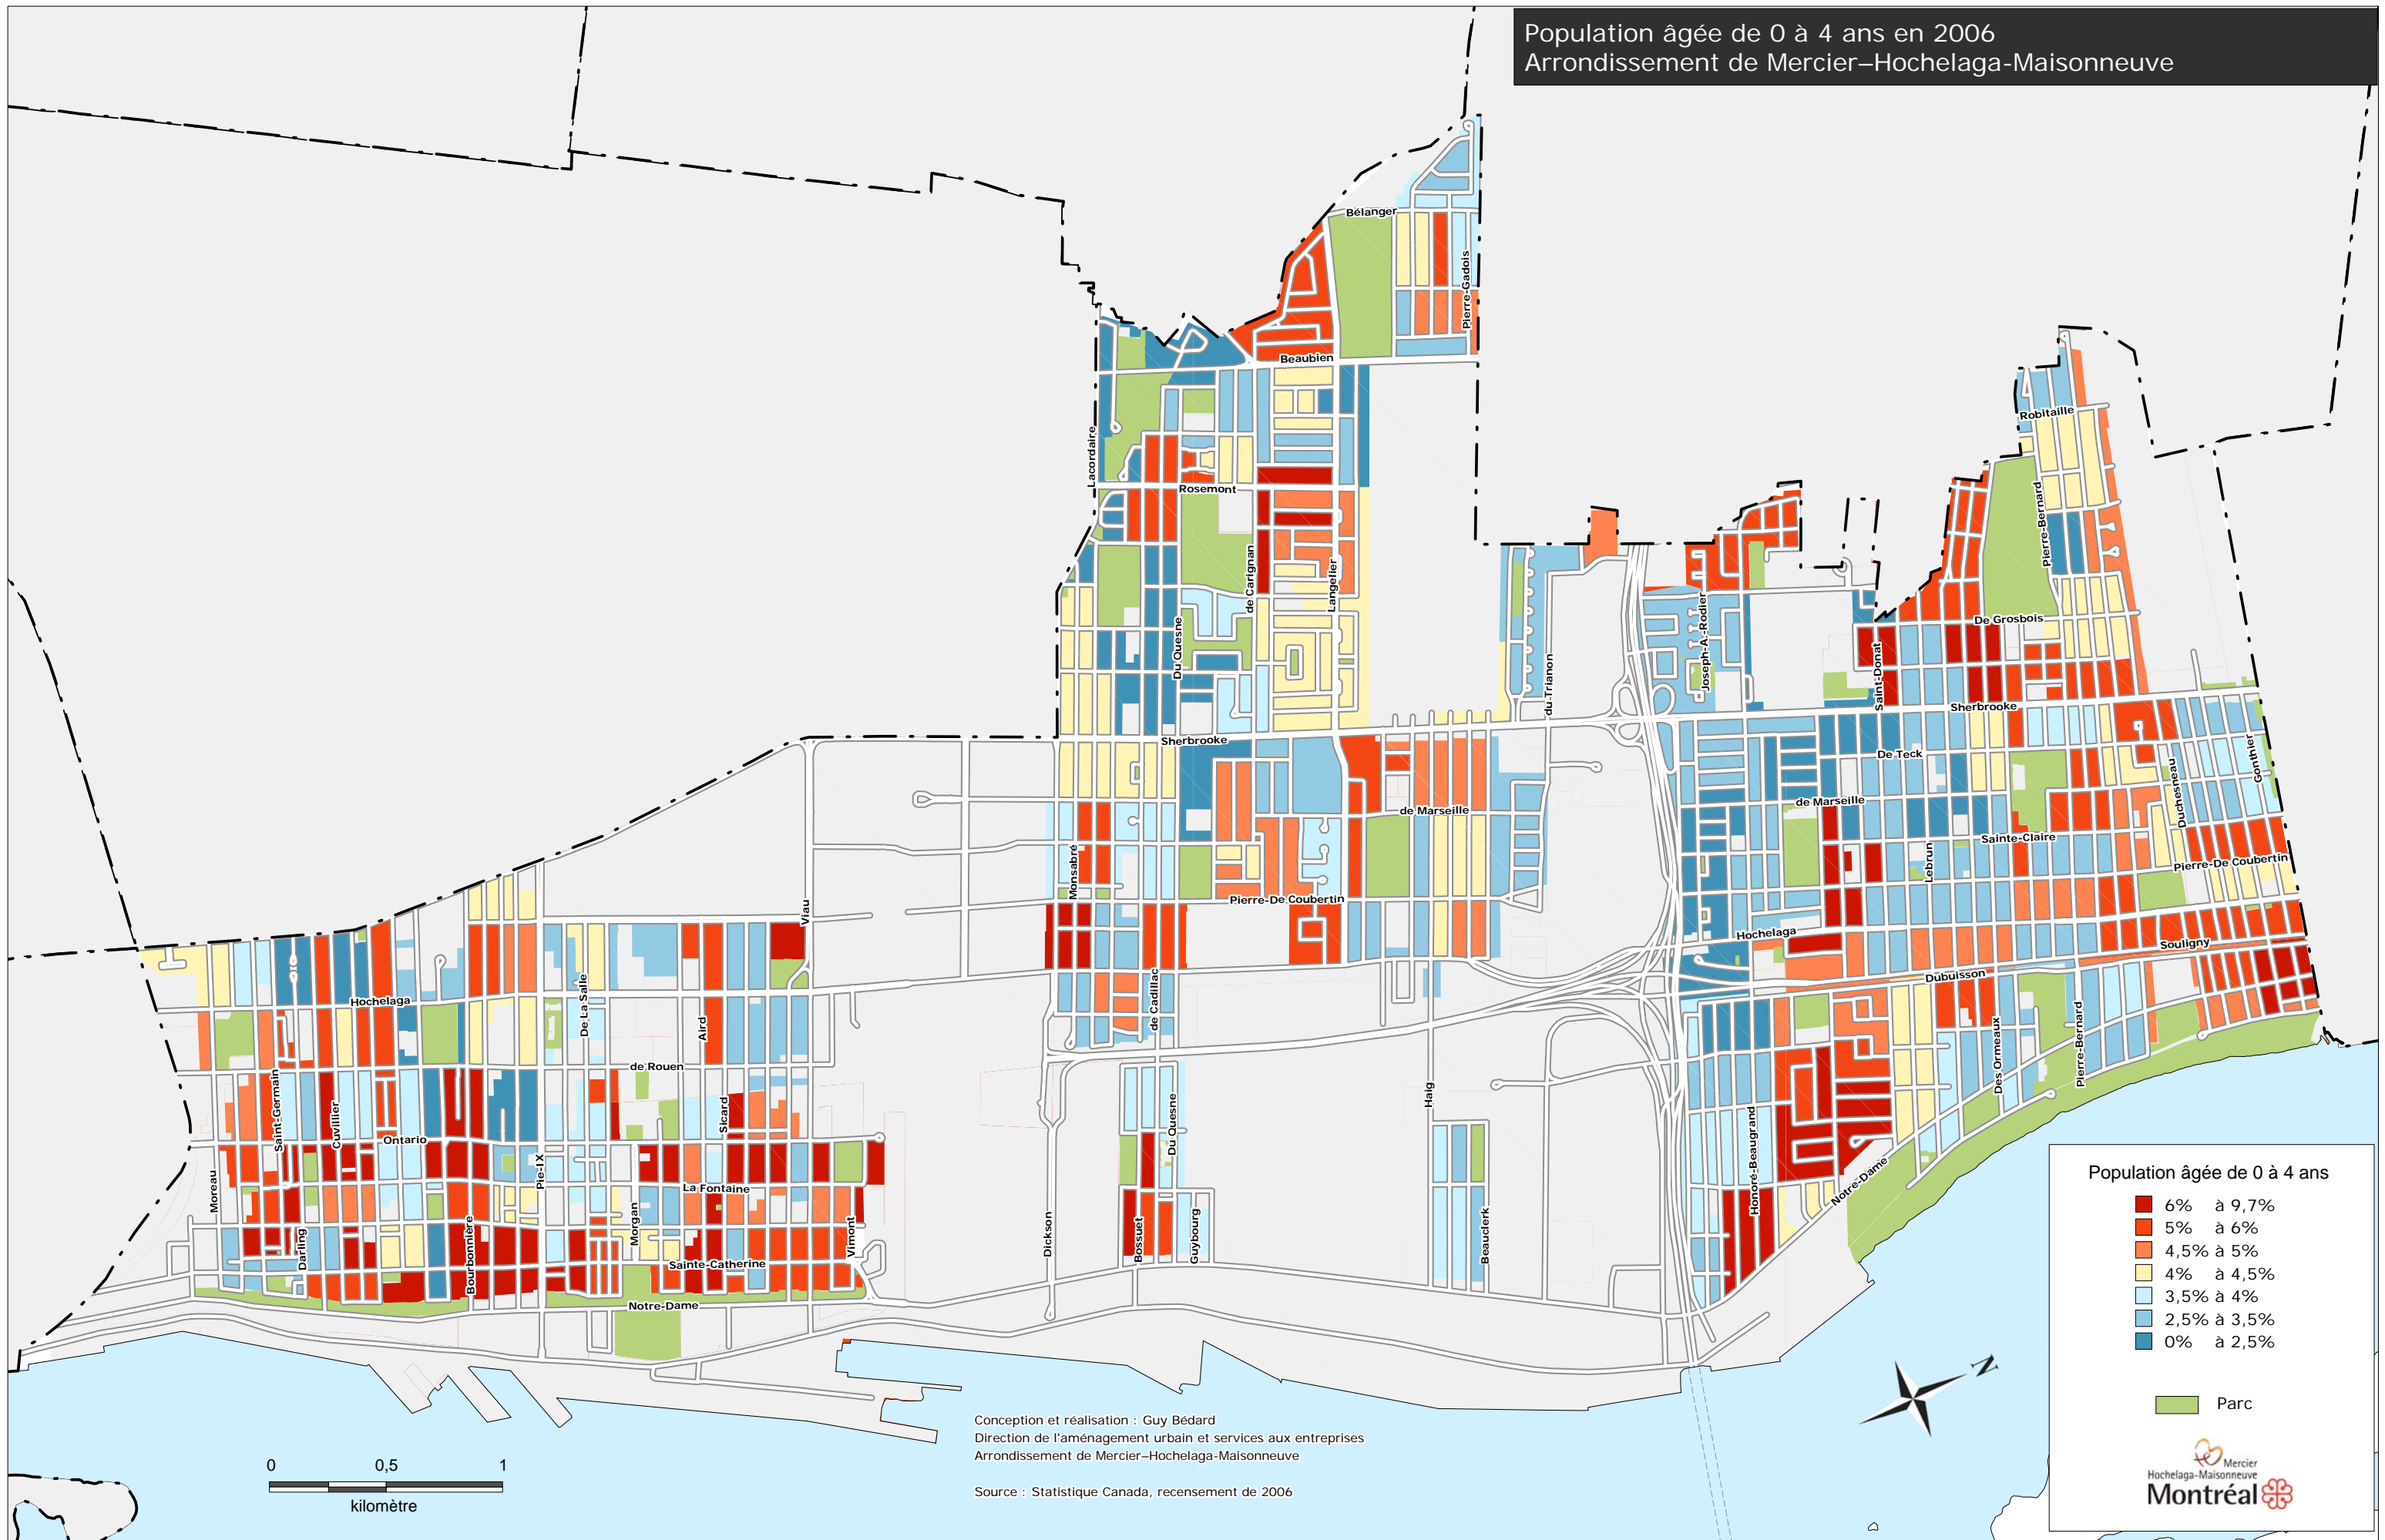 Population âgée de 0 à 4 ans en 2006
Arrondissement de Mercier–Hochelaga-Maisonneuve
Bélanger
Pierre-Gadois
Beaubien
Lacordaire
Rosemont
de Carignan
Langelier
Du Quesne
Sherbrooke
du Trianon
Joseph-A.-Rodier
Robitaille
Pierre-Bernard
De Grosbois
Saint-Donat
Sherbrooke
De Teck
Gonthier
Duchesneau
de Marseille
de Marseille
Sainte-Claire
Lebrun
Pierre-De Coubertin
Monsabré
Pierre-De Coubertin
Viau
Hochelaga
Souligny
Dubuisson
de Cadillac
Hochelaga
De La Salle
Aird
de Rouen
Des Ormeaux
Pierre-Bernard
Saint-Germain
Cuvillier
Ontario
Sicard
Du Quesne
Haig
Honoré-Beaugrand
Notre-Dame
Moreau
Pie-IX
La Fontaine
Morgan
Darling
Bourbonnière
Vimont
Sainte-Catherine
Notre-Dame
Dickson
Bossuet
Guybourg
Beauclerk
Population âgée de 0 à 4 ans
6% à 9,7%
5% à 6%
4,5% à 5%
4% à 4,5%
3,5% à 4%
2,5% à 3,5%
0% à 2,5%
Parc
N
Mercier
Hochelaga-Maisonneuve
Montréal
0 0,5 1
kilomètre
Conception et réalisation : Guy Bédard
Direction de l'aménagement urbain et services aux entreprises
Arrondissement de Mercier–Hochelaga-Maisonneuve
Source : Statistique Canada, recensement de 2006